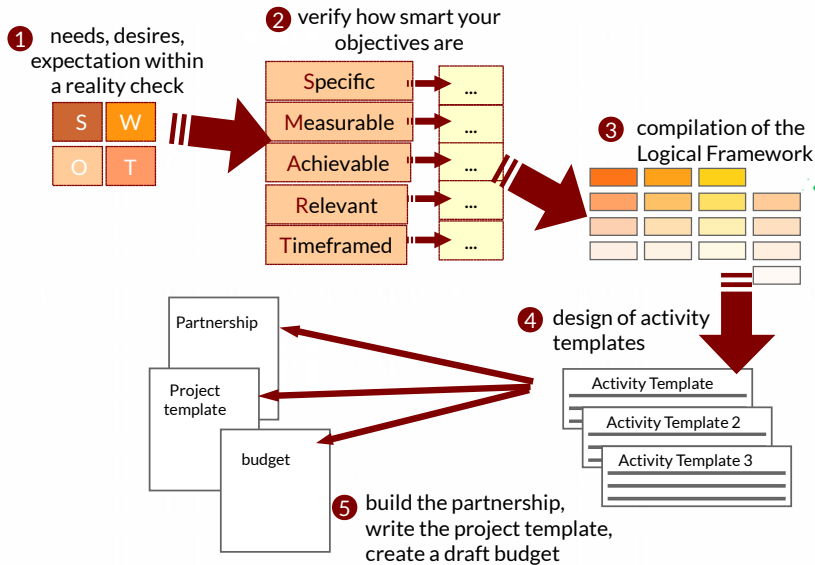 1 needs, desires,
expectation within
a reality check
S W
O T
2 verify how smart your
objectives are
Specific ...
Measurable ...
Achievable ...
Relevant ...
Timeframed ...
3 compilation of the
Logical Framework
4 design of activity
templates
Activity Template
Activity Template 2
Activity Template 3
Partnership
Project
template
budget
5 build the partnership,
write the project template,
create a draft budget